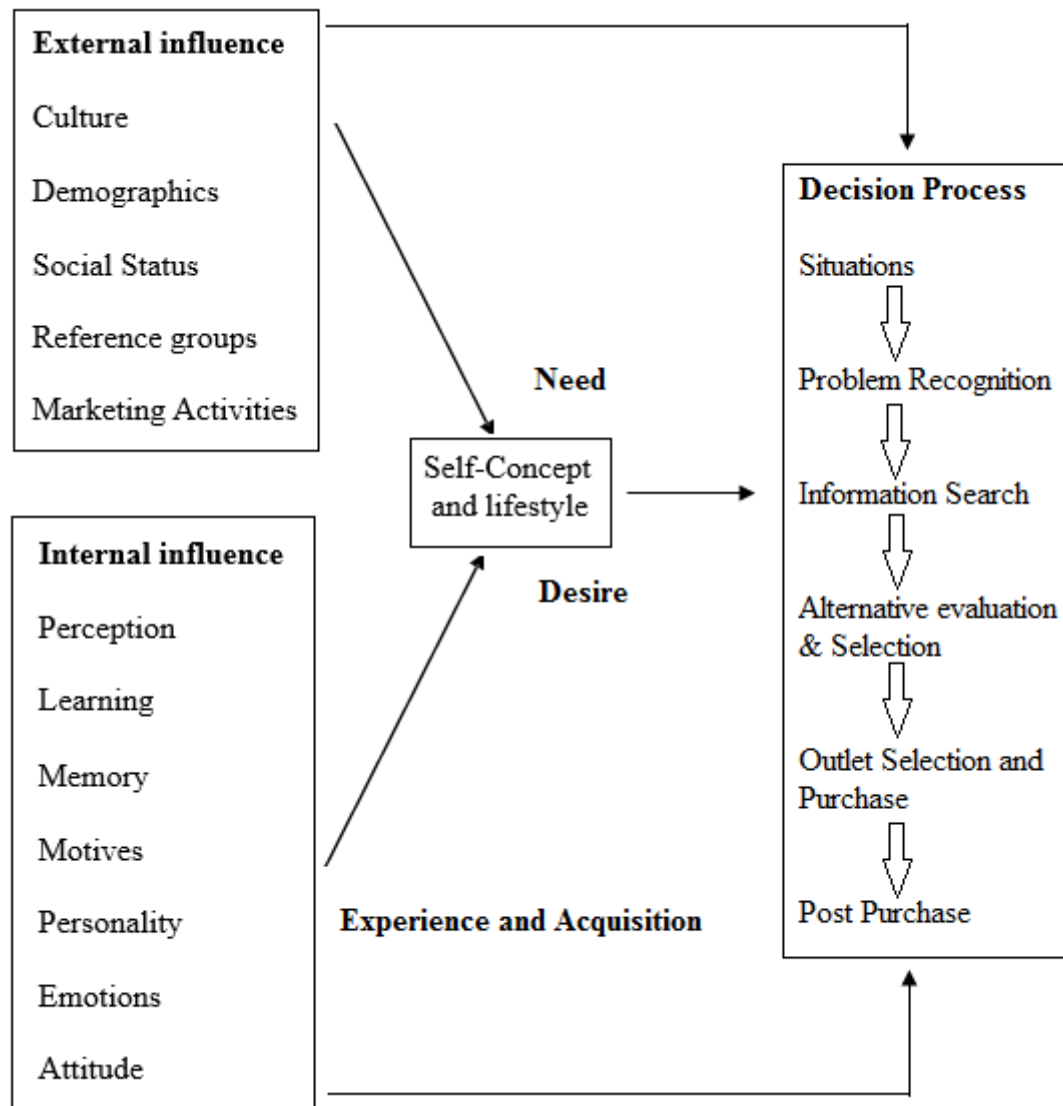 External influence
Culture
Demographics
Social Status
Reference groups
Marketing Activities
Internal influence
Perception
Learning
Memory
Motives
Personality
Emotions
Attitude
Need
Self-Concept
and lifestyle
Desire
Experience and Acquisition
Decision Process
Situations
Problem Recognition
Information Search
Alternative evaluation
& Selection
Outlet Selection and
Purchase
Post Purchase